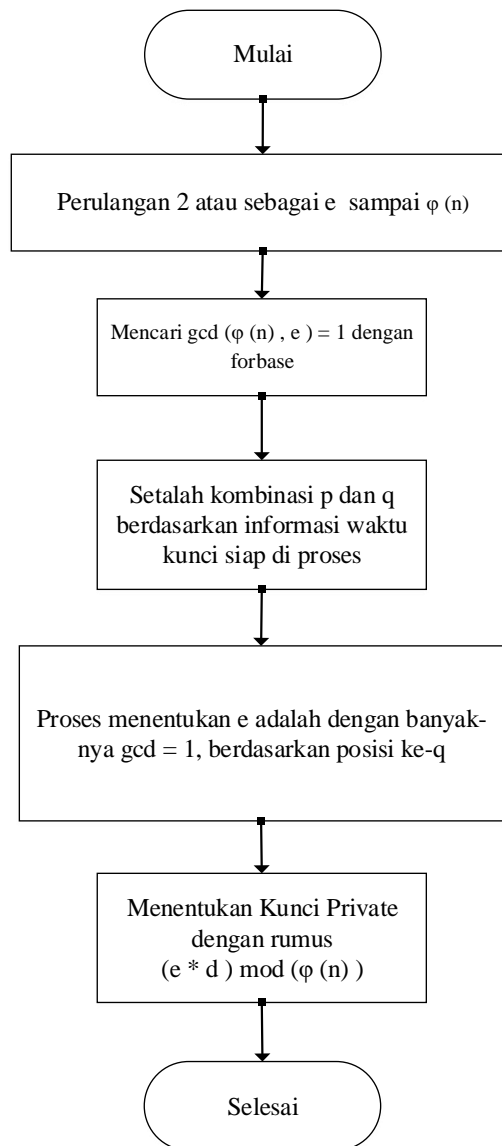 Mulai
Perulangan 2 atau sebagai e sampai φ (n)
Mencari gcd (φ (n) , e ) = 1 dengan
forbase
Setalah kombinasi p dan q
berdasarkan informasi waktu
kunci siap di proses
Proses menentukan e adalah dengan banyak-
nya gcd = 1, berdasarkan posisi ke-q
Menentukan Kunci Private
dengan rumus
(e * d ) mod (φ (n) )
Selesai